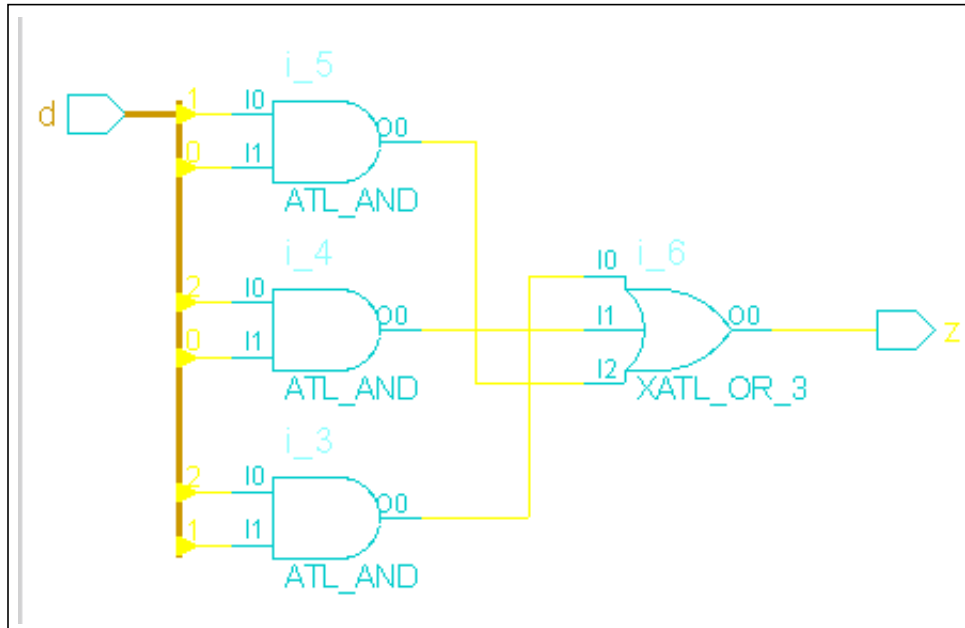 i_5
d
1
I0
O0
0
I1
ATL_AND
i_4
2
I0
O0
0
I1
ATL_AND
i_6
I0
I1
O0
z
I2
XATL_OR_3
i_3
2
I0
O0
1
I1
ATL_AND